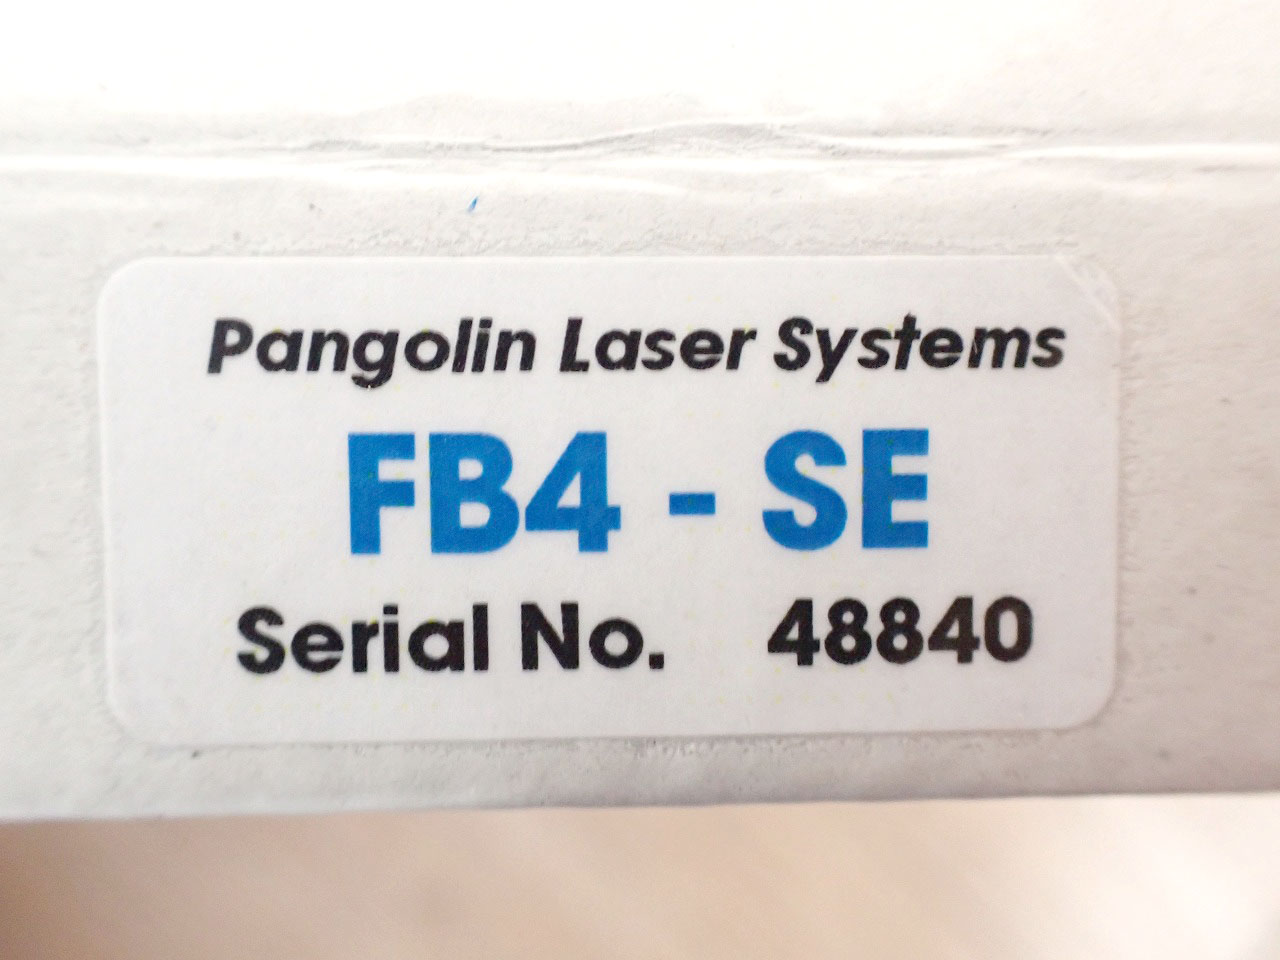 Pangolin Laser Systems
FB4 - SE
Serial No. 48840